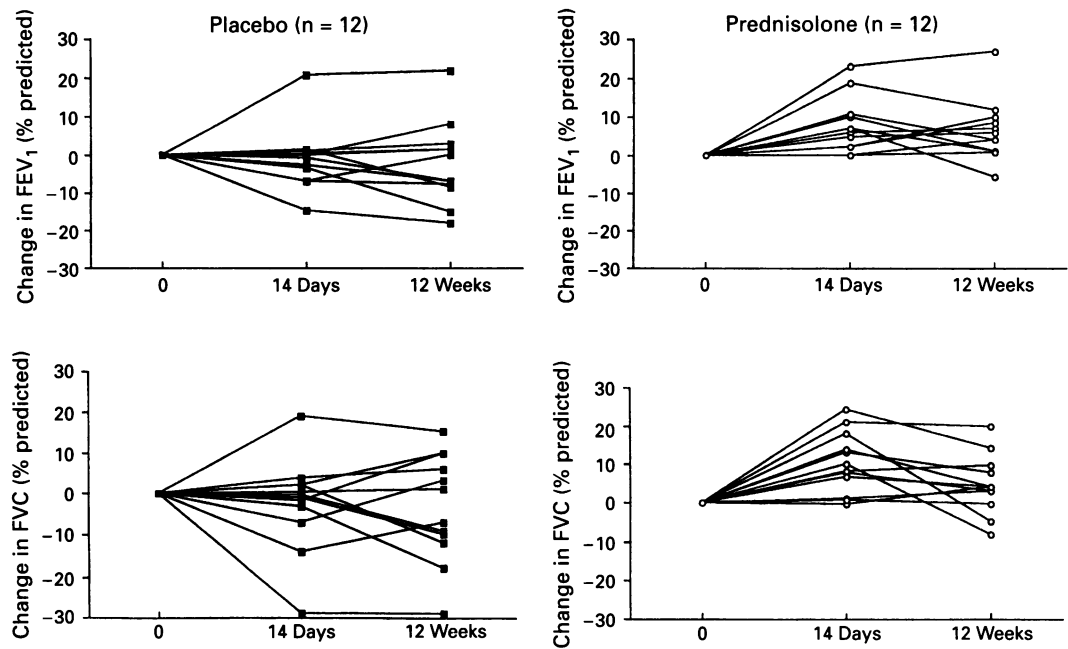 Placebo (n = 12)
Change in FEV1 (% predicted)
30
20
10
0
−10
−20
−30
0 14 Days 12 Weeks
Prednisolone (n = 12)
Change in FEV1 (% predicted)
30
20
10
0
−10
−20
−30
0 14 Days 12 Weeks
Change in FVC (% predicted)
30
20
10
0
−10
−20
−30
0 14 Days 12 Weeks
Change in FVC (% predicted)
30
20
10
0
−10
−20
−30
0 14 Days 12 Weeks